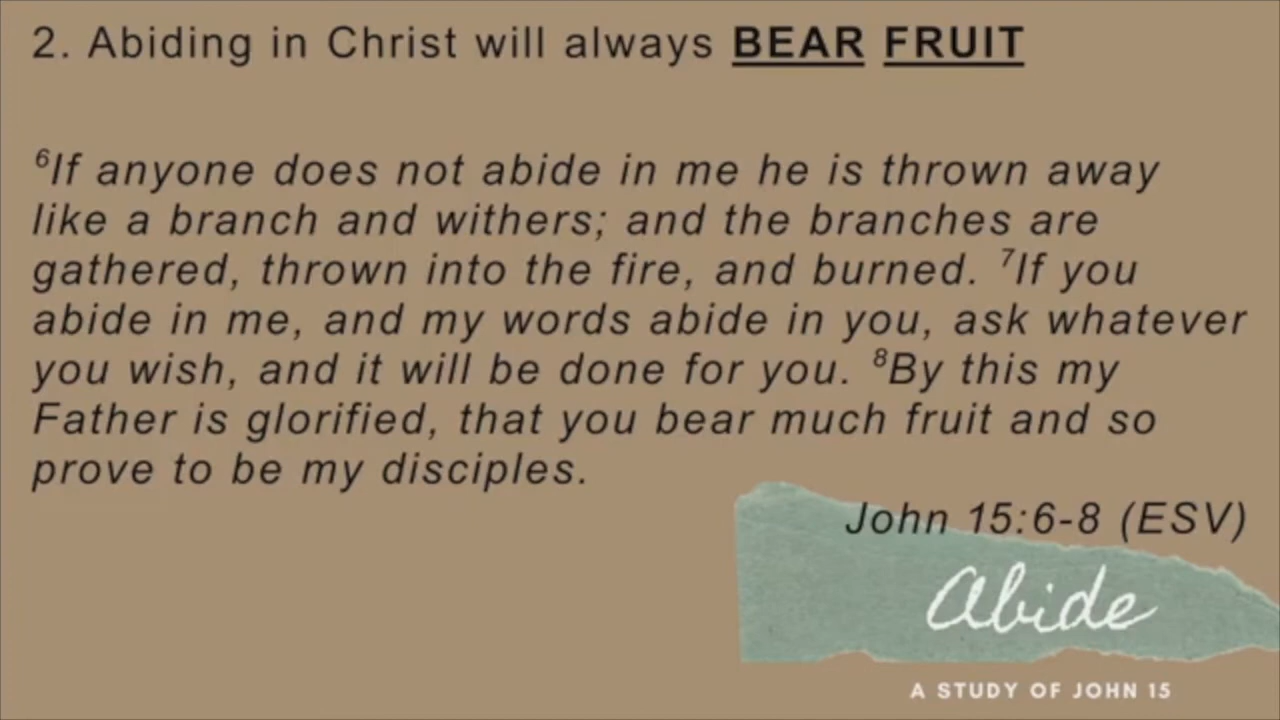 2. Abiding in Christ will always BEAR FRUIT
⁶If anyone does not abide in me he is thrown away
like a branch and withers; and the branches are
gathered, thrown into the fire, and burned. ⁷If you
abide in me, and my words abide in you, ask whatever
you wish, and it will be done for you. ⁸By this my
Father is glorified, that you bear much fruit and so
prove to be my disciples.
John 15:6-8 (ESV)
Abide
A STUDY OF JOHN 15